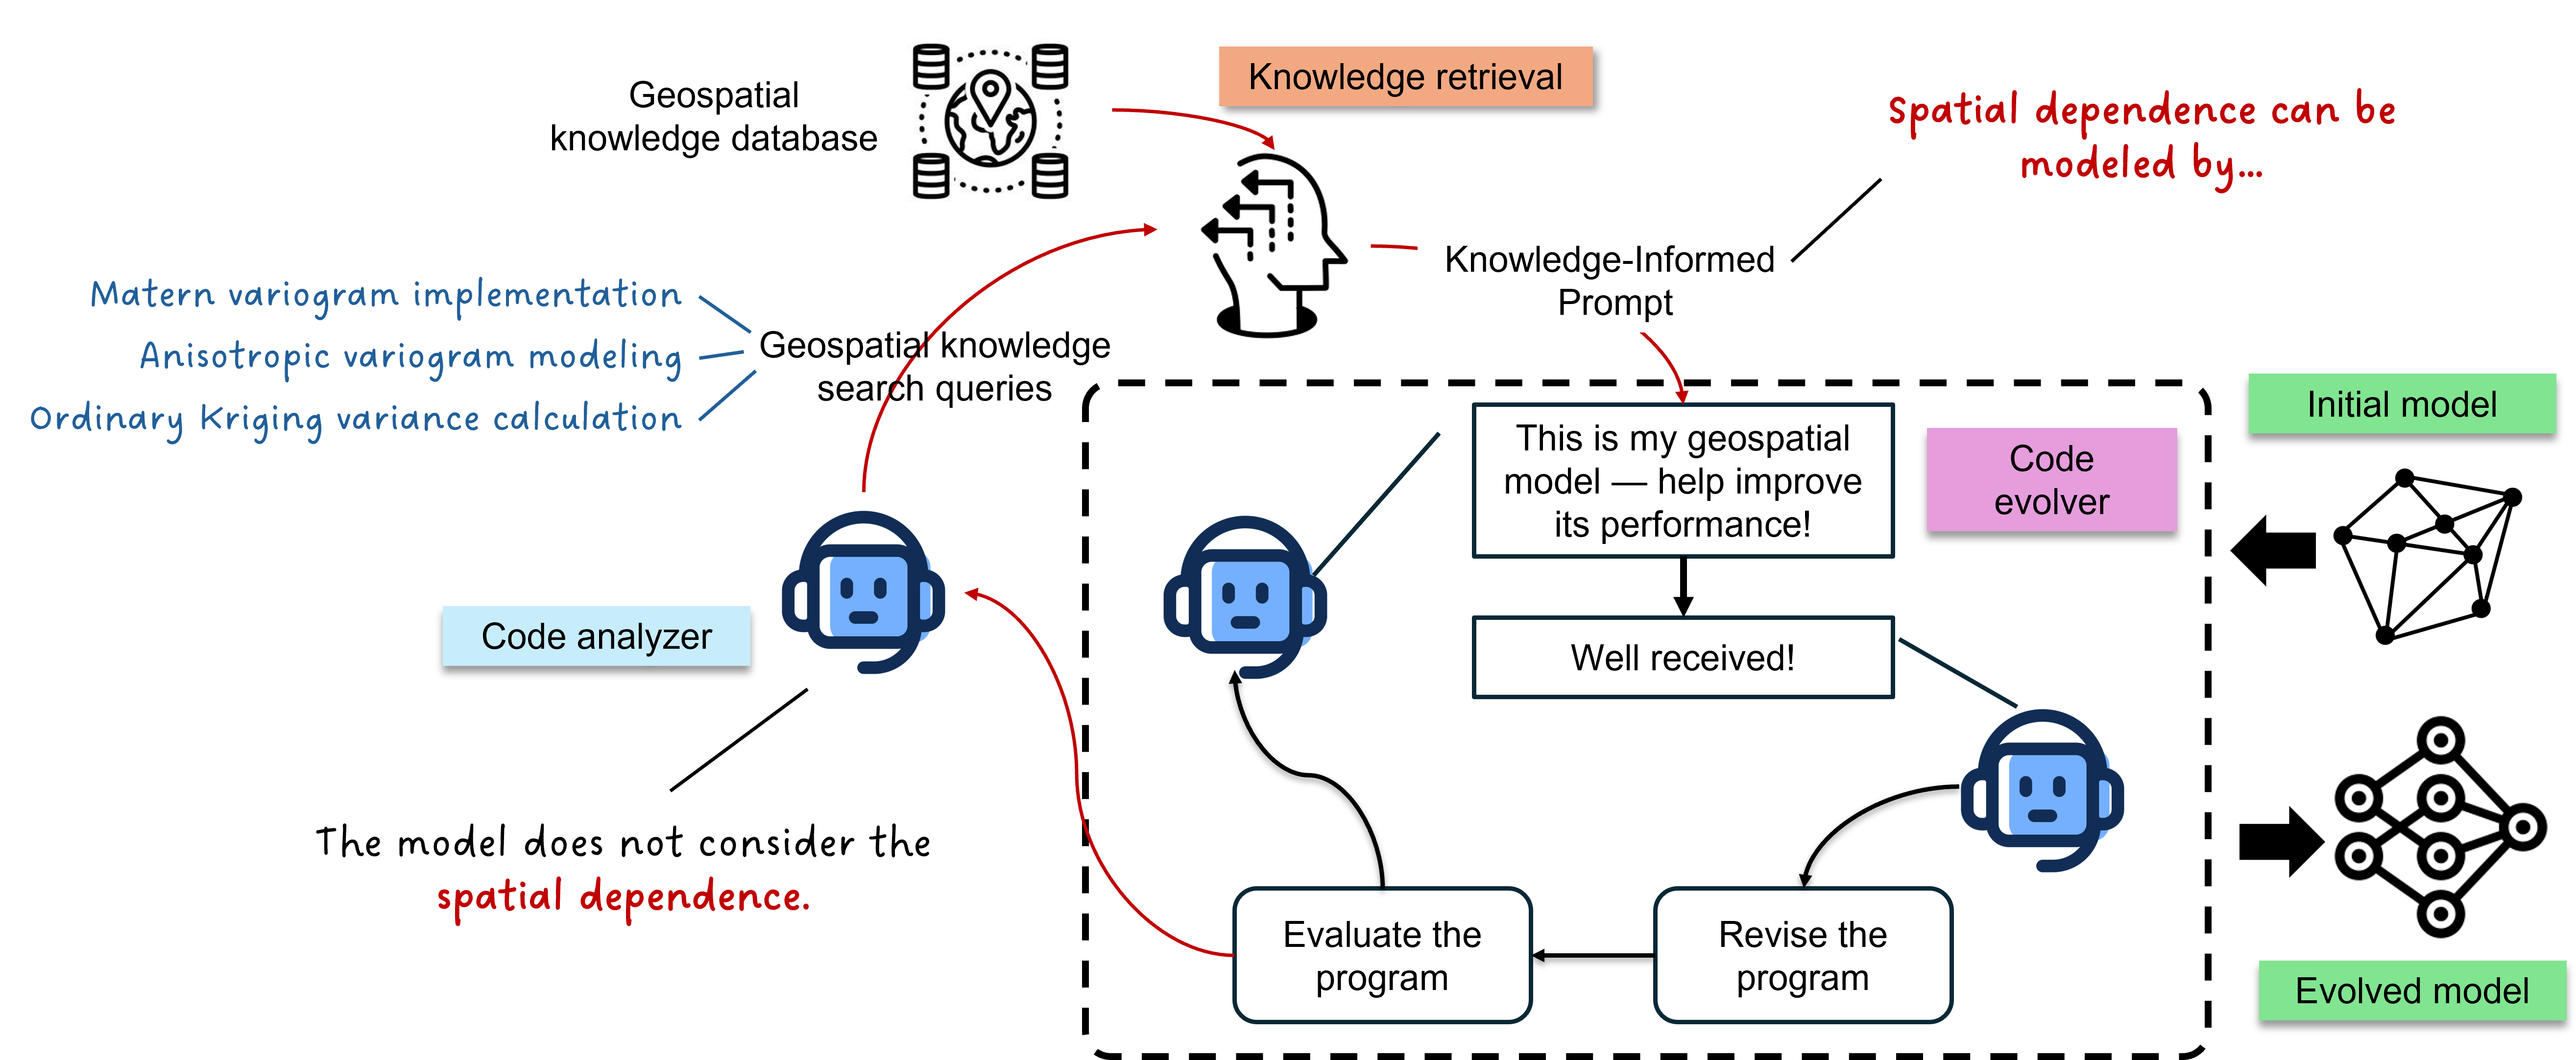 Geospatial
knowledge database
Knowledge retrieval
Spatial dependence can be
modeled by...
Knowledge-Informed
Prompt
Matern variogram implementation
Anisotropic variogram modeling
Ordinary Kriging variance calculation
Geospatial knowledge
search queries
Initial model
This is my geospatial
model — help improve
its performance!
Code
evolver
Code analyzer
Well received!
The model does not consider the
spatial dependence.
Evaluate the
program
Revise the
program
Evolved model